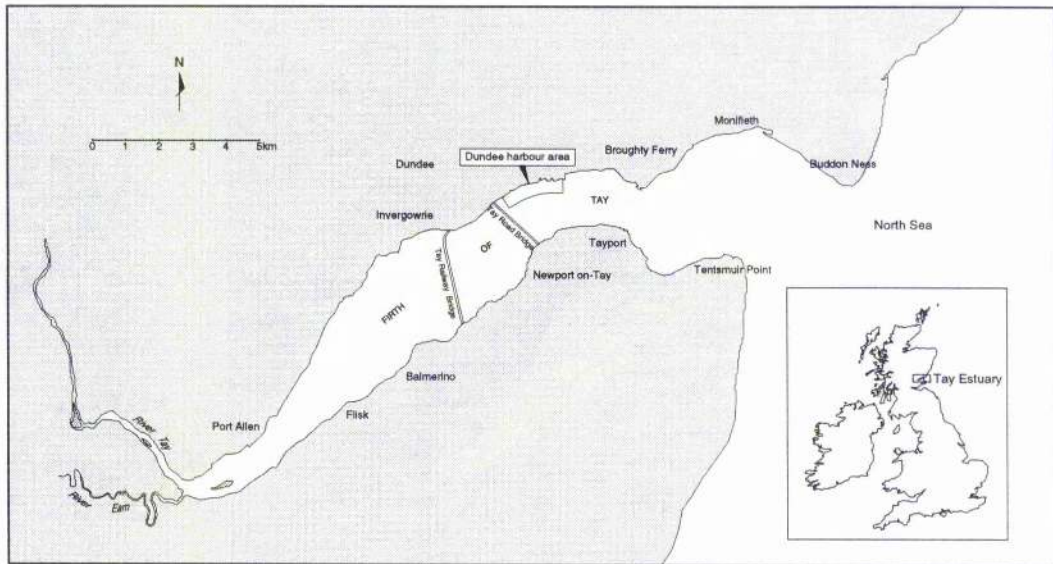 N
0 1 2 3 4 5km
Monifieth
Broughty Ferry
Dundee harbour area
Dundee
Buddon Ness
TAY
Invergowrie
Tay Road Bridge
North Sea
OF
Tayport
Tay Railway Bridge
Tentsmuir Point
Newport on-Tay
FIRTH
Balmerino
Tay Estuary
Flisk
Port Allen
River Tay
River Earn